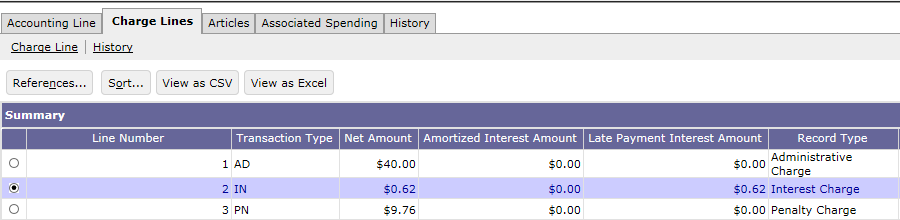 Accounting Line Charge Lines Articles Associated Spending History
Charge Line History
References... Sort... View as CSV View as Excel
Summary
Line Number Transaction Type Net Amount Amortized Interest Amount Late Payment Interest Amount Record Type
1 AD $40.00 $0.00 $0.00 Administrative
Charge
2 IN $0.62 $0.00 $0.62 Interest Charge
3 PN $9.76 $0.00 $0.00 Penalty Charge